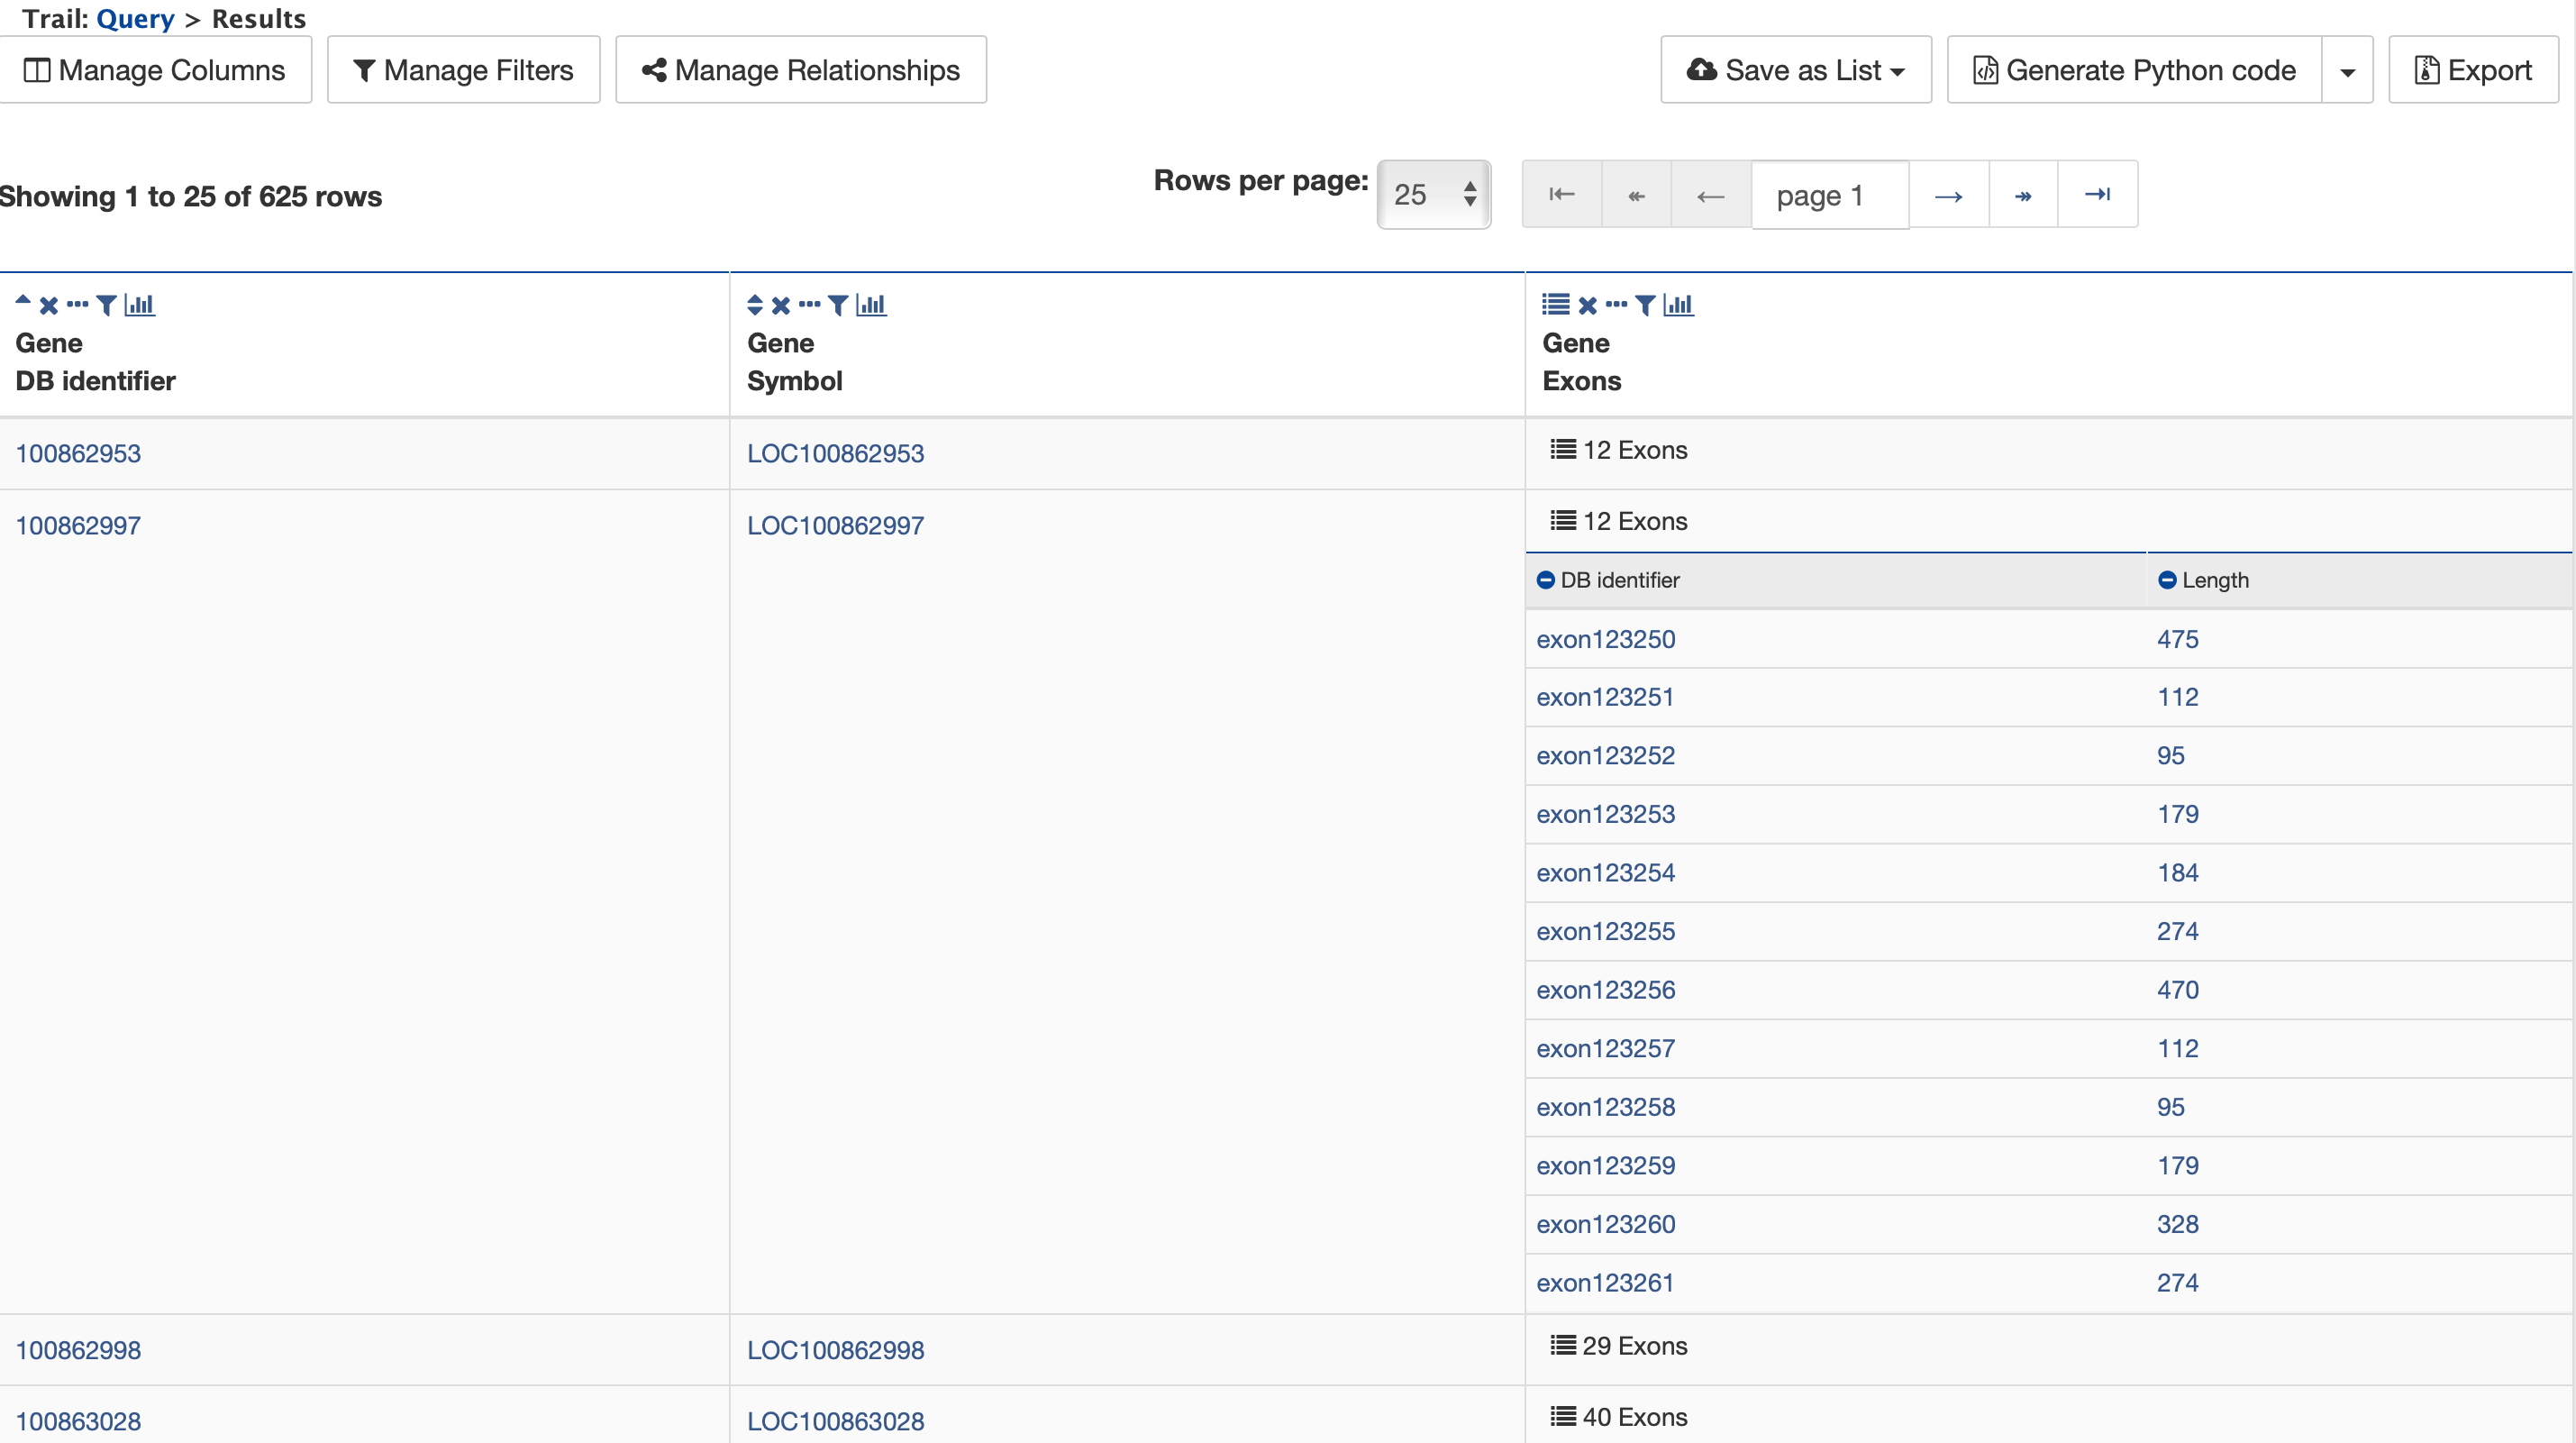 Trail: Query > Results
Manage Columns Manage Filters Manage Relationships Save as List Generate Python code Export
Showing 1 to 25 of 625 rows Rows per page: 25 page 1
Gene Gene Gene
DB identifier Symbol Exons
100862953 LOC100862953 12 Exons
100862997 LOC100862997 12 Exons
DB identifier Length
exon123250 475
exon123251 112
exon123252 95
exon123253 179
exon123254 184
exon123255 274
exon123256 470
exon123257 112
exon123258 95
exon123259 179
exon123260 328
exon123261 274
100862998 LOC100862998 29 Exons
100863028 LOC100863028 40 Exons